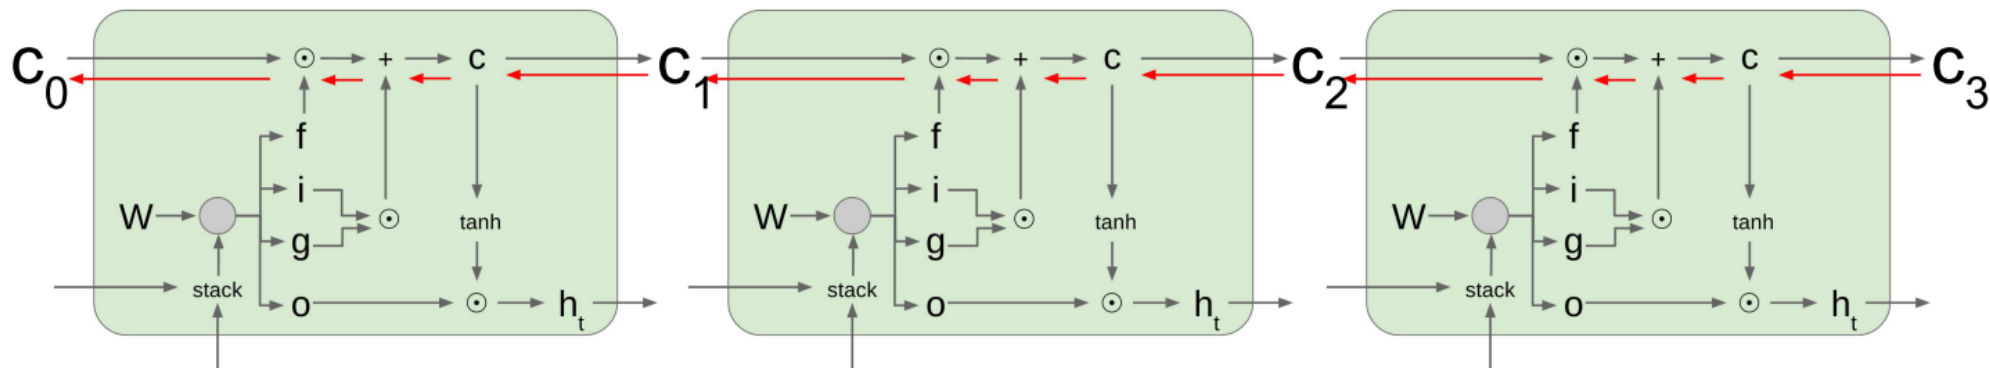 C0 ⊙ + c C1 ⊙ + c C2 ⊙ + c C3
f f f
i i i
W ⊙ tanh W ⊙ tanh W ⊙ tanh
g g g
stack stack stack
o ⊙ ht o ⊙ ht o ⊙ ht